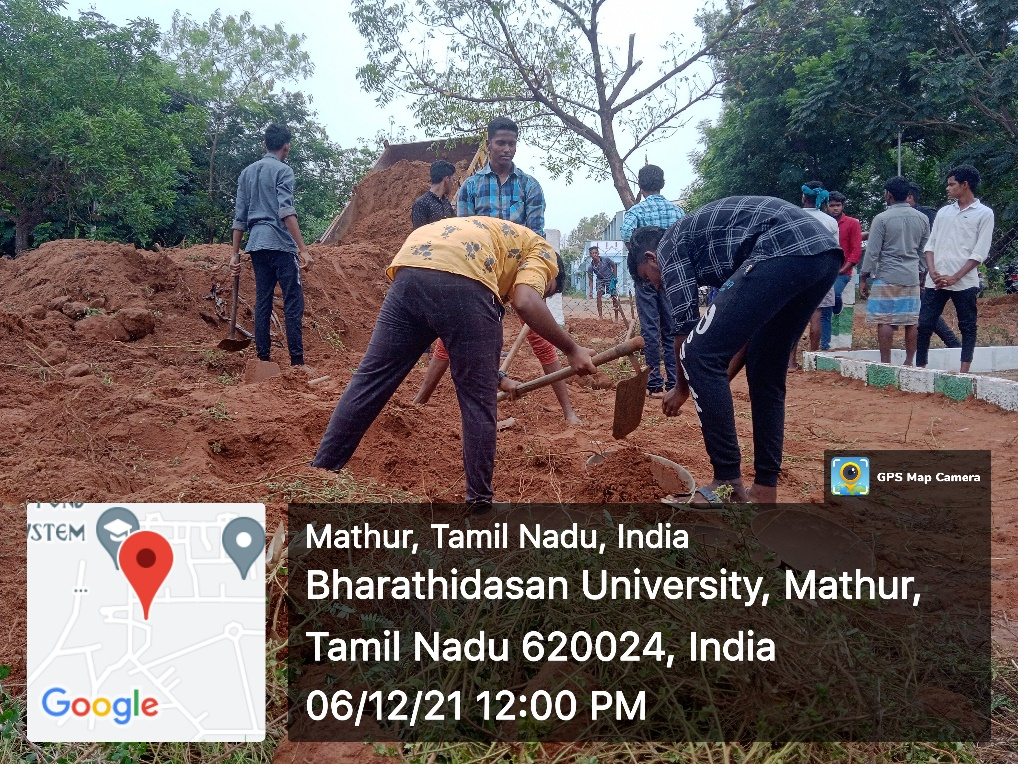 GPS Map Camera
YSTEM
...
Google
Mathur, Tamil Nadu, India
Bharathidasan University, Mathur,
Tamil Nadu 620024, India
06/12/21 12:00 PM